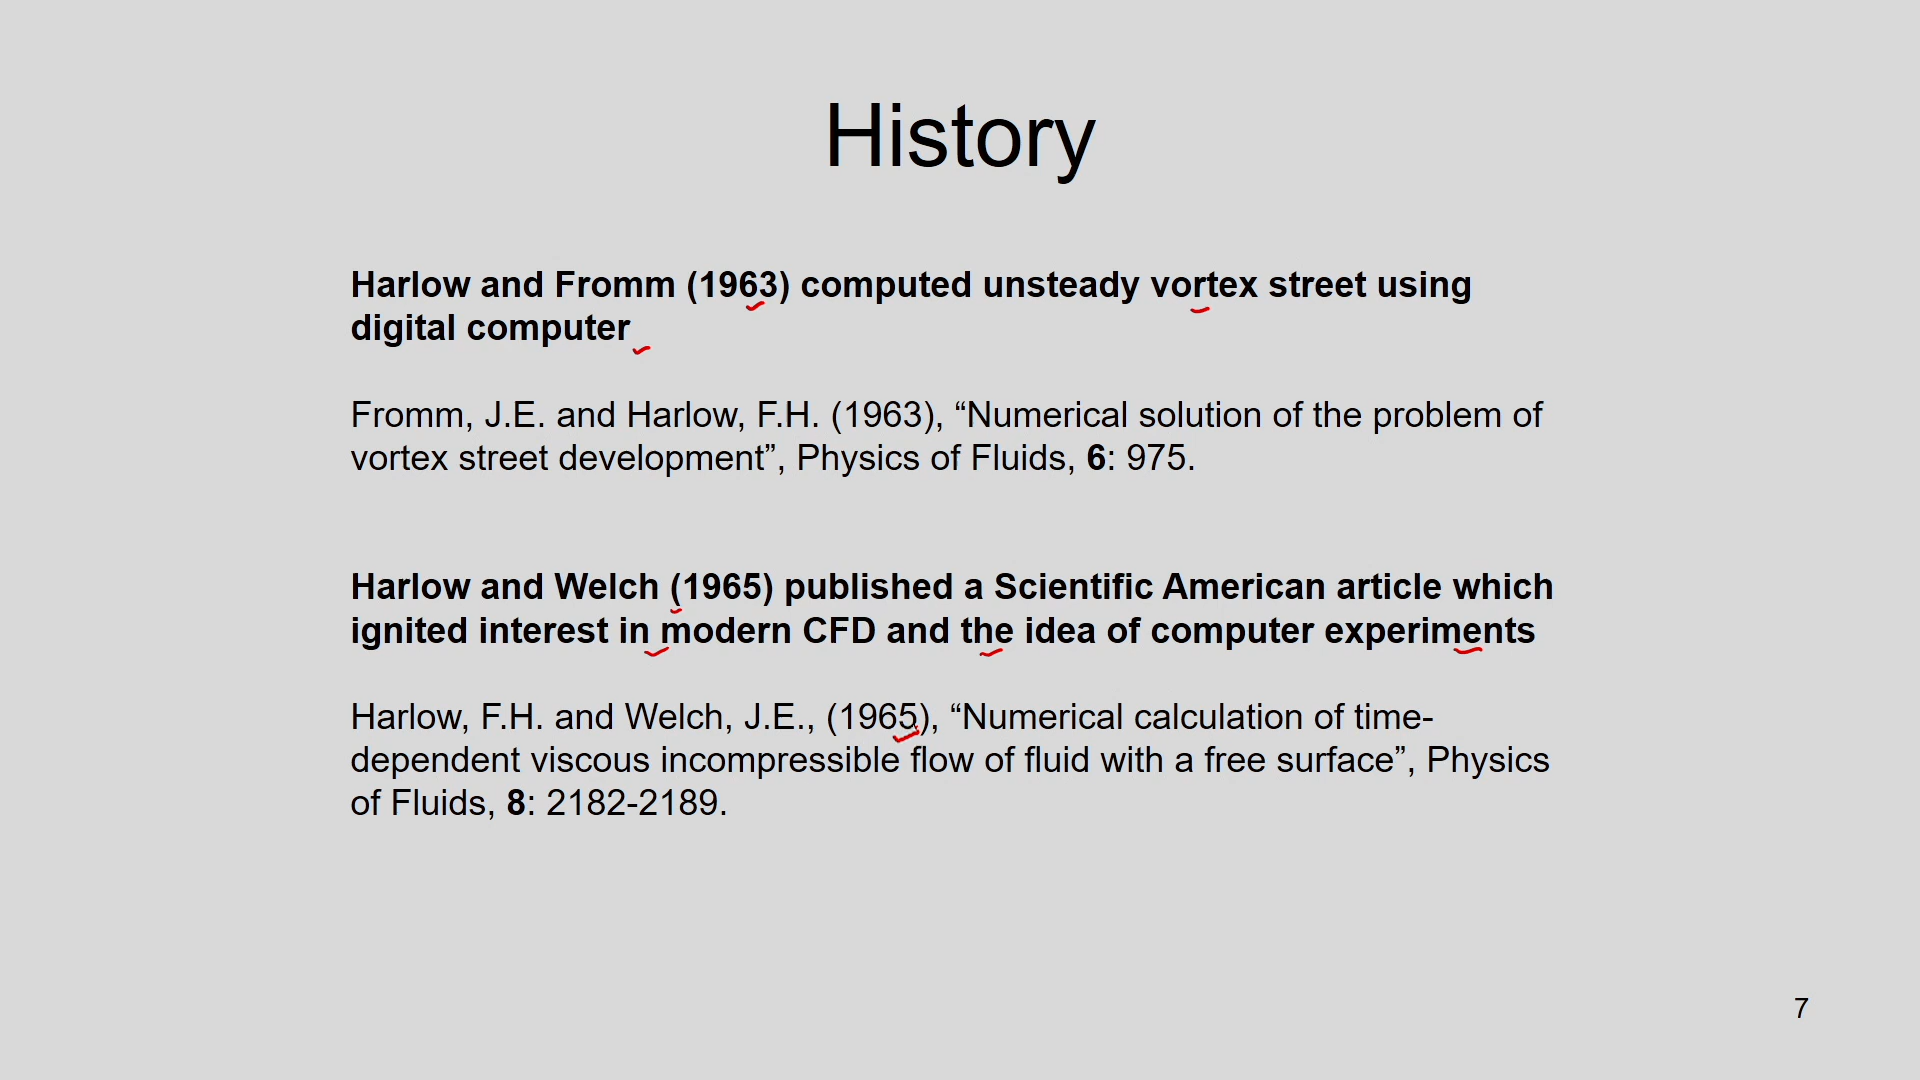 History
Harlow and Fromm (1963) computed unsteady vortex street using
digital computer
Fromm, J.E. and Harlow, F.H. (1963), “Numerical solution of the problem of
vortex street development”, Physics of Fluids, 6: 975.
Harlow and Welch (1965) published a Scientific American article which
ignited interest in modern CFD and the idea of computer experiments
Harlow, F.H. and Welch, J.E., (1965), “Numerical calculation of time-
dependent viscous incompressible flow of fluid with a free surface”, Physics
of Fluids, 8: 2182-2189.
7